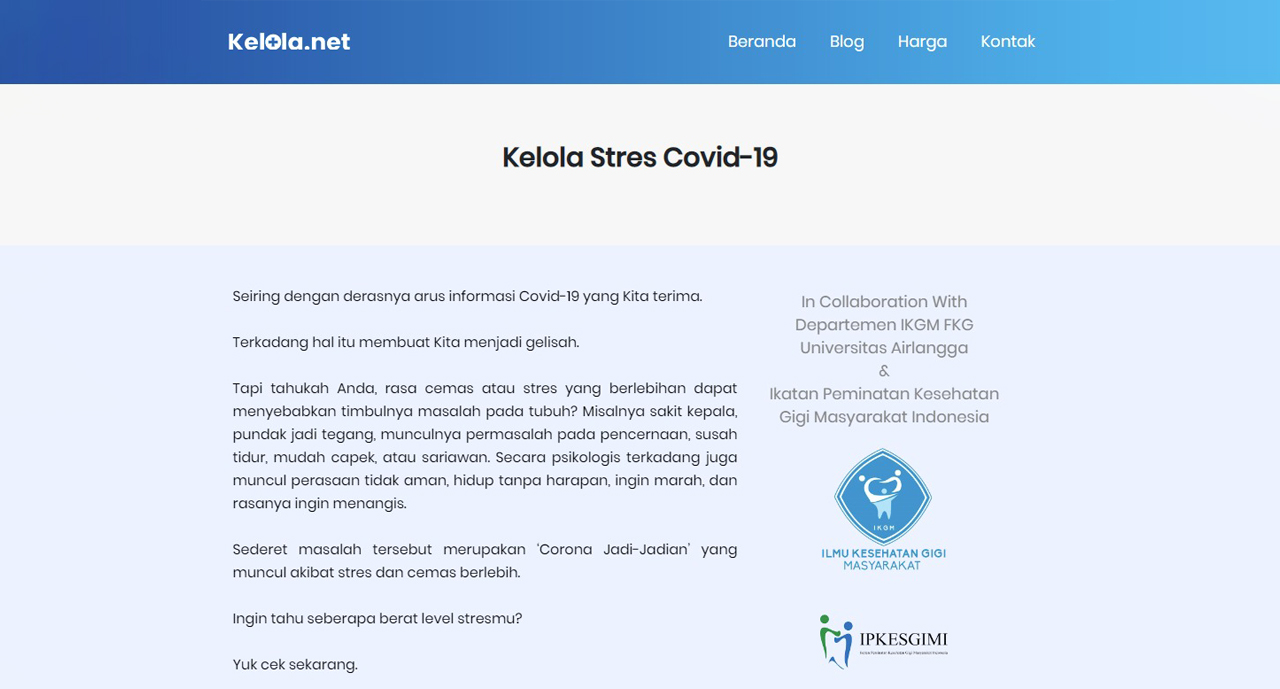 Kelola.net
Beranda
Blog
Harga
Kontak
Kelola Stres Covid-19
Seiring dengan derasnya arus informasi Covid-19 yang Kita terima.
Terkadang hal itu membuat Kita menjadi gelisah.
Tapi tahukah Anda, rasa cemas atau stres yang berlebihan dapat
menyebabkan timbulnya masalah pada tubuh? Misalnya sakit kepala,
pundak jadi tegang, munculnya permasalah pada pencernaan, susah
tidur, mudah capek, atau sariawan. Secara psikologis terkadang juga
muncul perasaan tidak aman, hidup tanpa harapan, ingin marah, dan
rasanya ingin menangis.
Sederet masalah tersebut merupakan ‘Corona Jadi-Jadian’ yang
muncul akibat stres dan cemas berlebih.
Ingin tahu seberapa berat level stresmu?
Yuk cek sekarang.
In Collaboration With
Departemen IKGM FKG
Universitas Airlangga
&
Ikatan Peminatan Kesehatan
Gigi Masyarakat Indonesia
IKGM
ILMU KESEHATAN GIGI
MASYARAKAT
IPKESGIMI